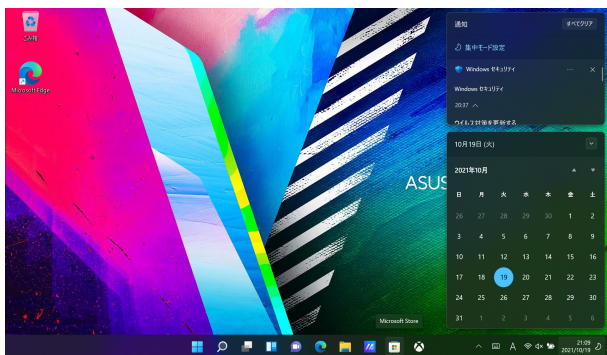 ごみ箱
Microsoft Edge
ASUS
通知
すべてクリア
集中モード設定
Windows セキュリティ
Windows セキュリティ
20:37
ウイルス対策を更新する
10月19日 (火)
2021年10月
日 月 火 水 木 金 土
26 27 28 29 30 1 2
3 4 5 6 7 8 9
10 11 12 13 14 15 16
17 18 19 20 21 22 23
24 25 26 27 28 29 30
31 1 2 3 4 5 6
Microsoft Store
A
21:09
2021/10/19